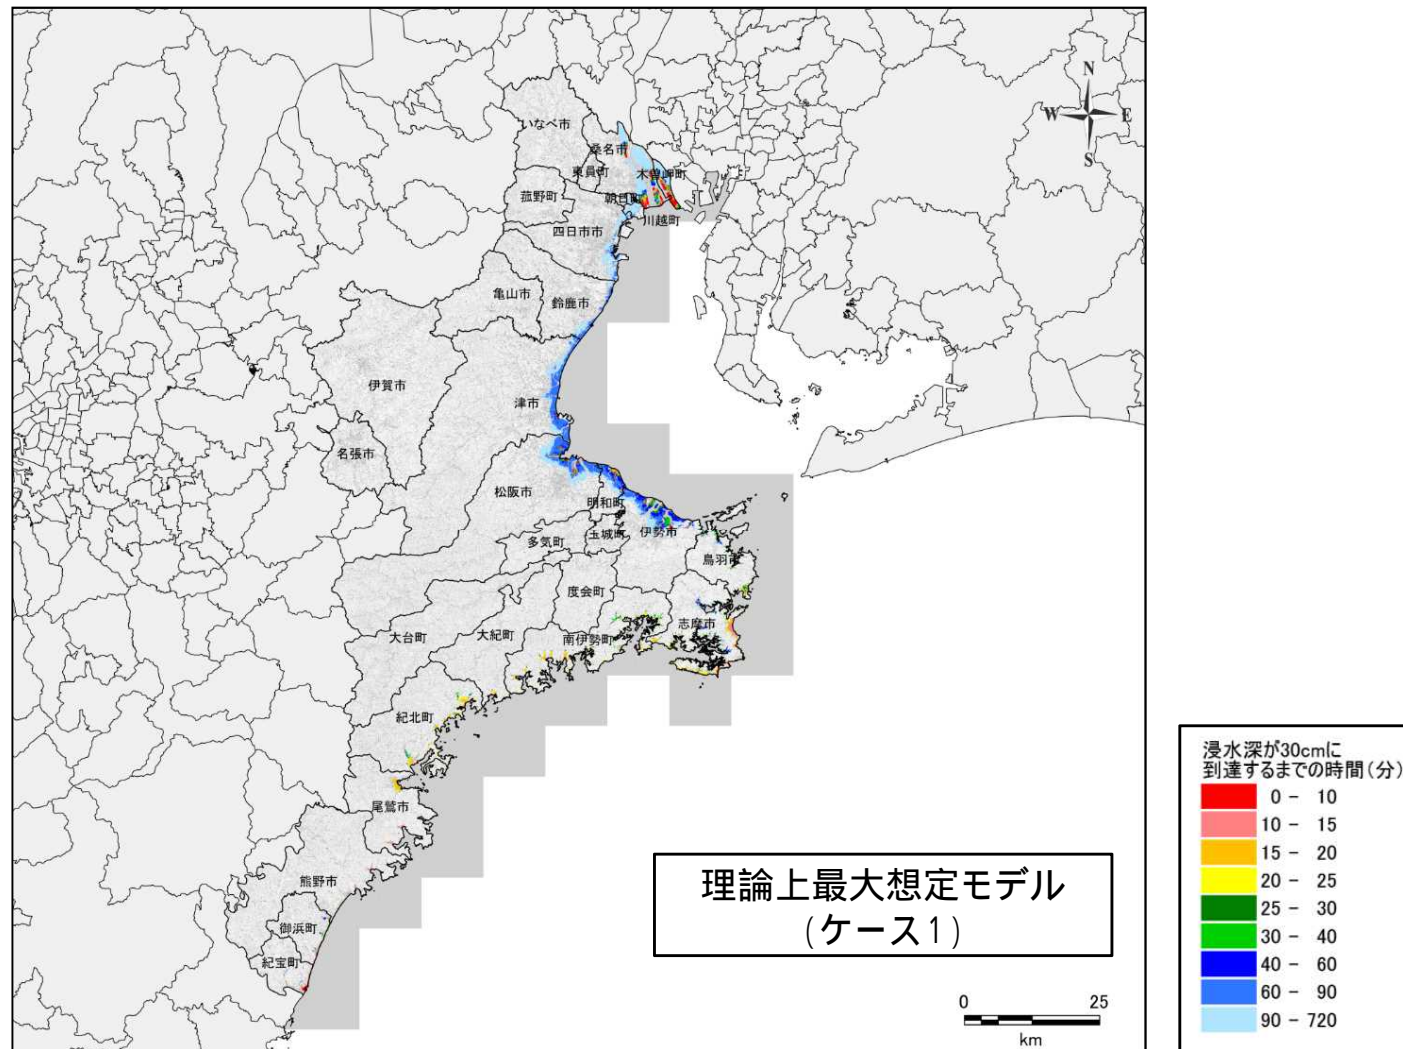 N
W
E
S
いなべ市
桑名市
東員町
木曽岬町
菰野町
朝日町
川越町
四日市市
亀山市
鈴鹿市
伊賀市
津市
名張市
松阪市
明和町
玉城町
伊勢市
多気町
鳥羽市
度会町
志摩市
大台町
大紀町
南伊勢町
紀北町
尾鷲市
熊野市
御浜町
紀宝町
理論上最大想定モデル
(ケース1)
0 25
km
浸水深が30cmに
到達するまでの時間(分)
0 - 10
10 - 15
15 - 20
20 - 25
25 - 30
30 - 40
40 - 60
60 - 90
90 - 720